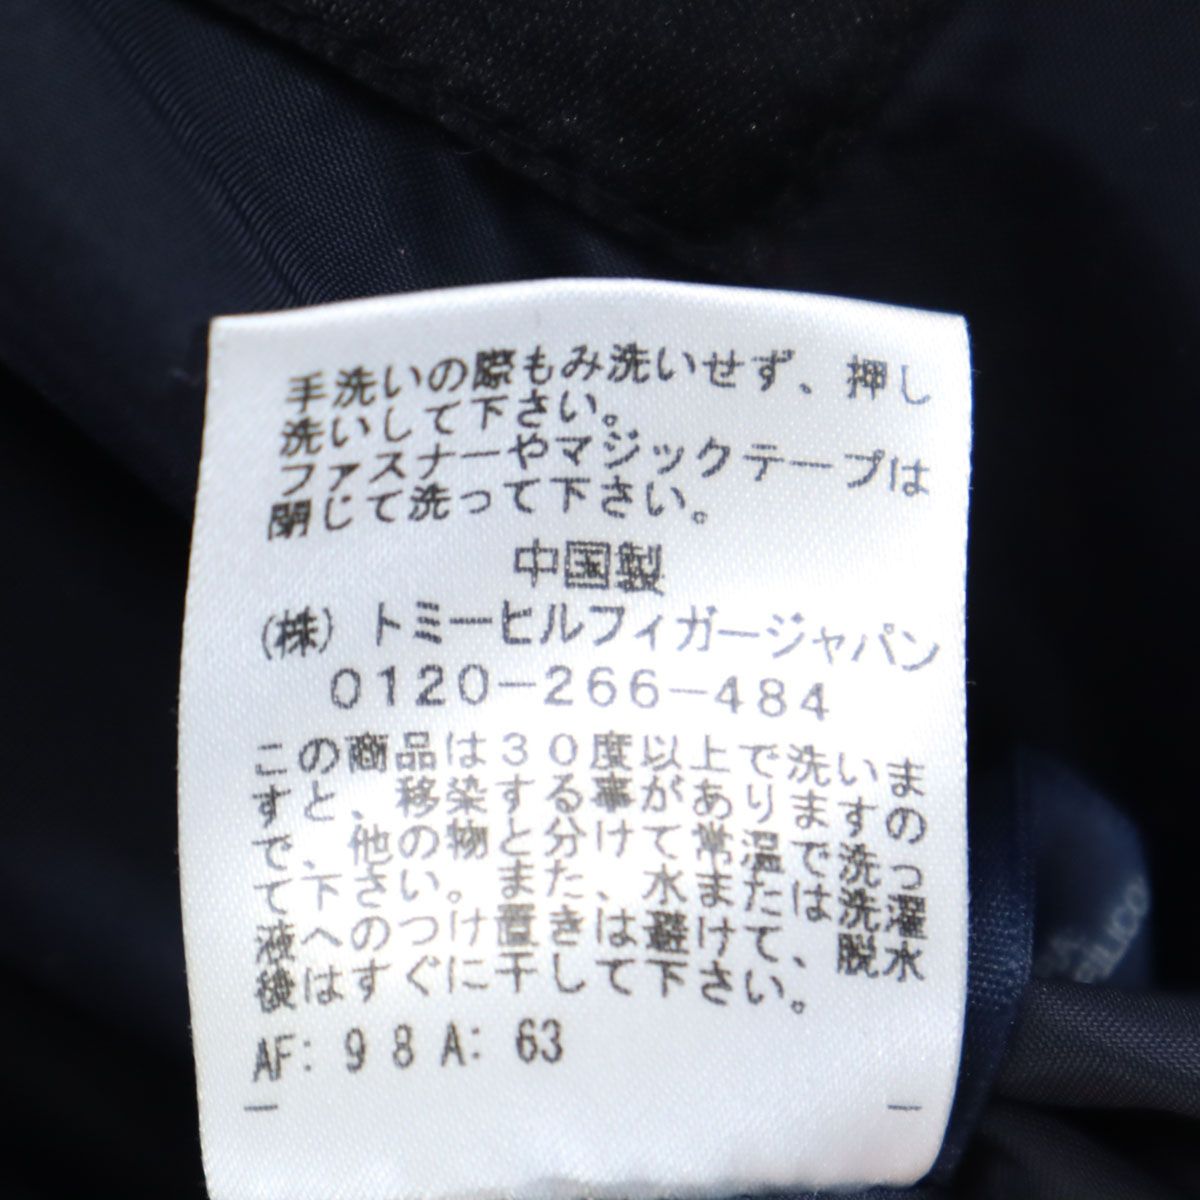 手洗いの際もみ洗いせず、押し
洗いして下さい。
ファスナーやマジックテープは
閉じて洗って下さい。
中国製
(株)トミーヒルフィガージャパン
0120-266-484
この商品は30度以上で洗いま
すと、移染する事がありますの
で、他の物と分けて常温で洗っ
て下さい。また、水または洗濯
液へのつけ置きは避けて、脱水
後はすぐに干して下さい。
AF: 98 A: 63